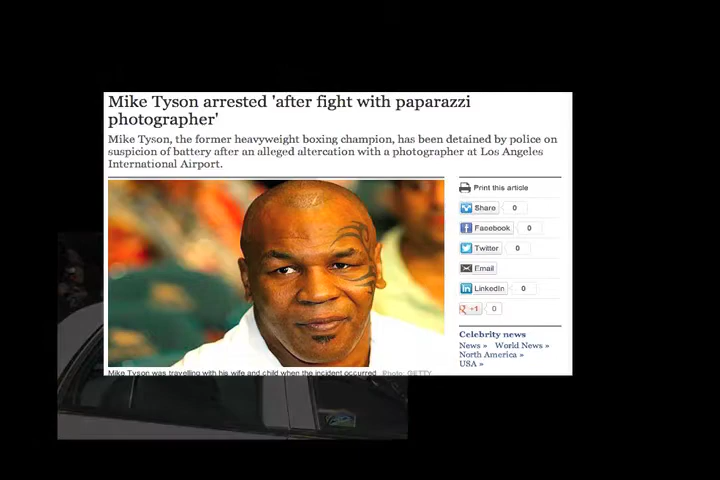 Mike Tyson arrested 'after fight with paparazzi
photographer'
Mike Tyson, the former heavyweight boxing champion, has been detained by police on
suspicion of battery after an alleged altercation with a photographer at Los Angeles
International Airport.
Print this article
Share 0
Facebook 0
Twitter 0
Email
LinkedIn 0
+1 0
Celebrity news
News » World News »
North America »
USA »
Mike Tyson was travelling with his wife and child when the incident occurred Photo: GETTY